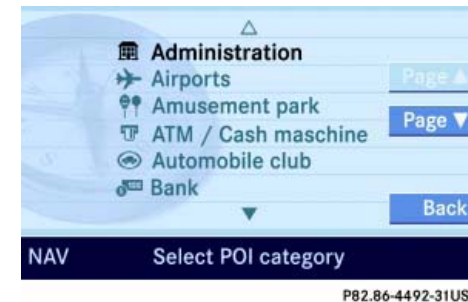 Administration
Airports
Page ▲
Amusement park
Page ▼
ATM / Cash maschine
Automobile club
Bank
Back
NAV Select POI category
P82.86-4492-31US